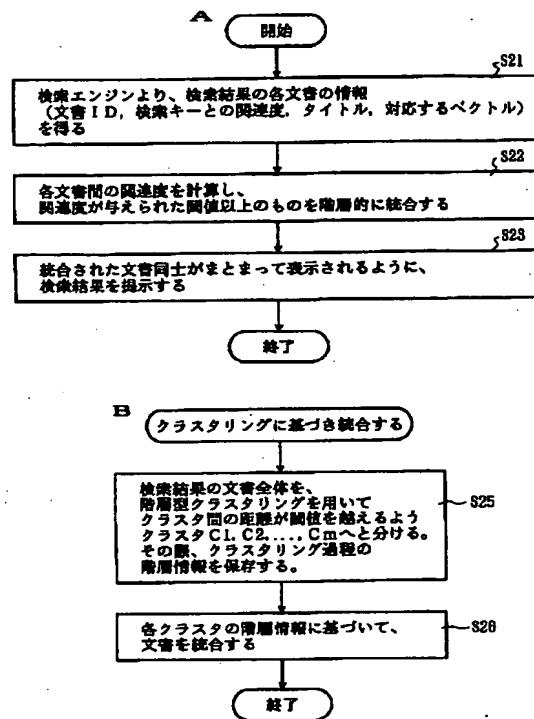 A
開始
S21
検索エンジンより、検索結果の各文書の情報
(文書ID,検索キーとの関連度,タイトル,対応するベクトル)
を得る
S22
各文書間の関連度を計算し、
関連度が与えられた閾値以上のものを階層的に統合する
S23
統合された文書同士がまとまって表示されるように、
検索結果を提示する
終了
B
クラスタリングに基づき統合する
検索結果の文書全体を、
階層型クラスタリングを用いて
クラスタ間の距離が閾値を越えるよう
クラスタC1,C2,...,Cmへと分ける。
その際、クラスタリング過程の
階層情報を保存する。
S25
各クラスタの階層情報に基づいて、
文書を統合する
S26
終了